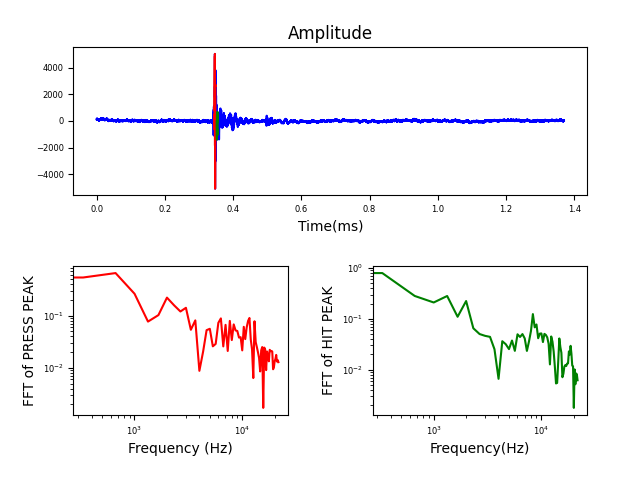 Amplitude
4000
2000
0
−2000
−4000
0.0 0.2 0.4 0.6 0.8 1.0 1.2 1.4
Time(ms)
FFT of PRESS PEAK
10⁻¹
10⁻²
10³ 10⁴
Frequency (Hz)
FFT of HIT PEAK
10⁰
10⁻¹
10⁻²
10³ 10⁴
Frequency(Hz)